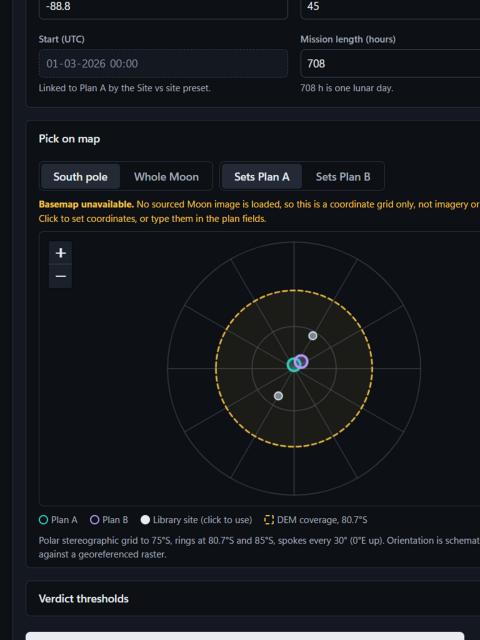 -88.8
45
Start (UTC)
Mission length (hours)
01-03-2026 00:00
708
Linked to Plan A by the Site vs site preset.
708 h is one lunar day.
Pick on map
South pole
Whole Moon
Sets Plan A
Sets Plan B
Basemap unavailable. No sourced Moon image is loaded, so this is a coordinate grid only, not imagery or
Click to set coordinates, or type them in the plan fields.
+
−
Plan A
Plan B
Library site (click to use)
DEM coverage, 80.7°S
Polar stereographic grid to 75°S, rings at 80.7°S and 85°S, spokes every 30° (0°E up). Orientation is schemat
against a georeferenced raster.
Verdict thresholds